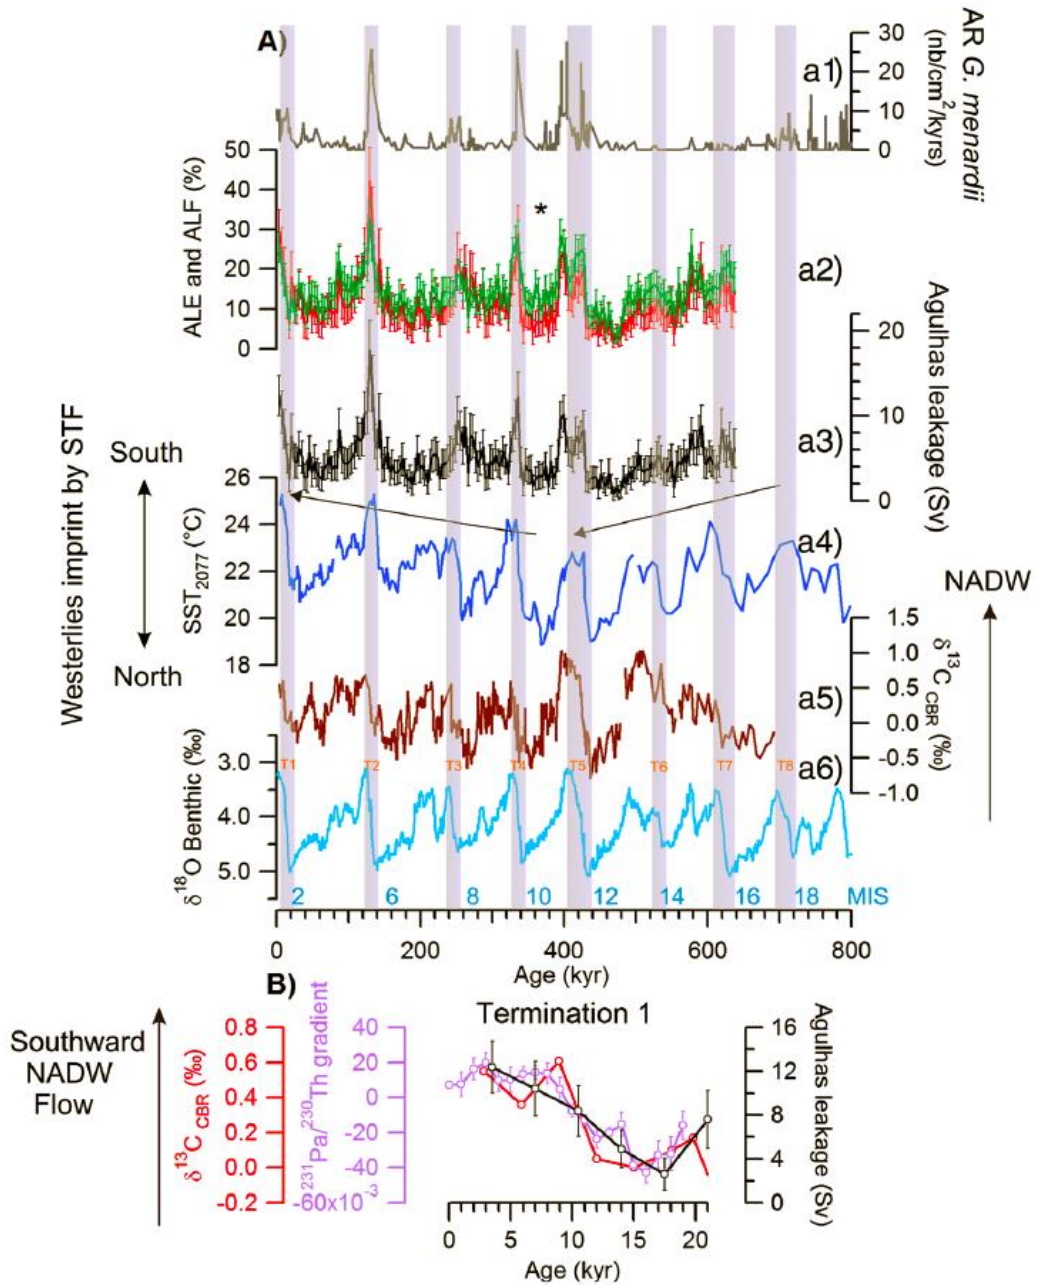 A)
a1)
30
20
10
0
AR G. menardii
(nb/cm²/kyrs)
50
40
30
20
10
0
ALE and ALF (%)
*
a2)
Agulhas leakage (Sv)
20
10
0
a3)
Westerlies imprint by STF
South
North
26
24
22
20
18
SST2077 (°C)
a4)
NADW
1.5
1.0
0.5
0.0
-0.5
-1.0
δ13C CBR (‰)
a5)
a6)
3.0
4.0
5.0
δ18O Benthic (‰)
T1 T2 T3 T4 T5 T6 T7 T8
2 6 8 10 12 14 16 18 MIS
0 200 400 600 800
Age (kyr)
B)
Termination 1
Southward
NADW
Flow
0.8
0.6
0.4
0.2
0.0
-0.2
δ13C CBR (‰)
40
20
0
-20
-40
-60x10-3
231Pa/230Th gradient
16
12
8
4
0
Agulhas leakage (Sv)
0 5 10 15 20
Age (kyr)